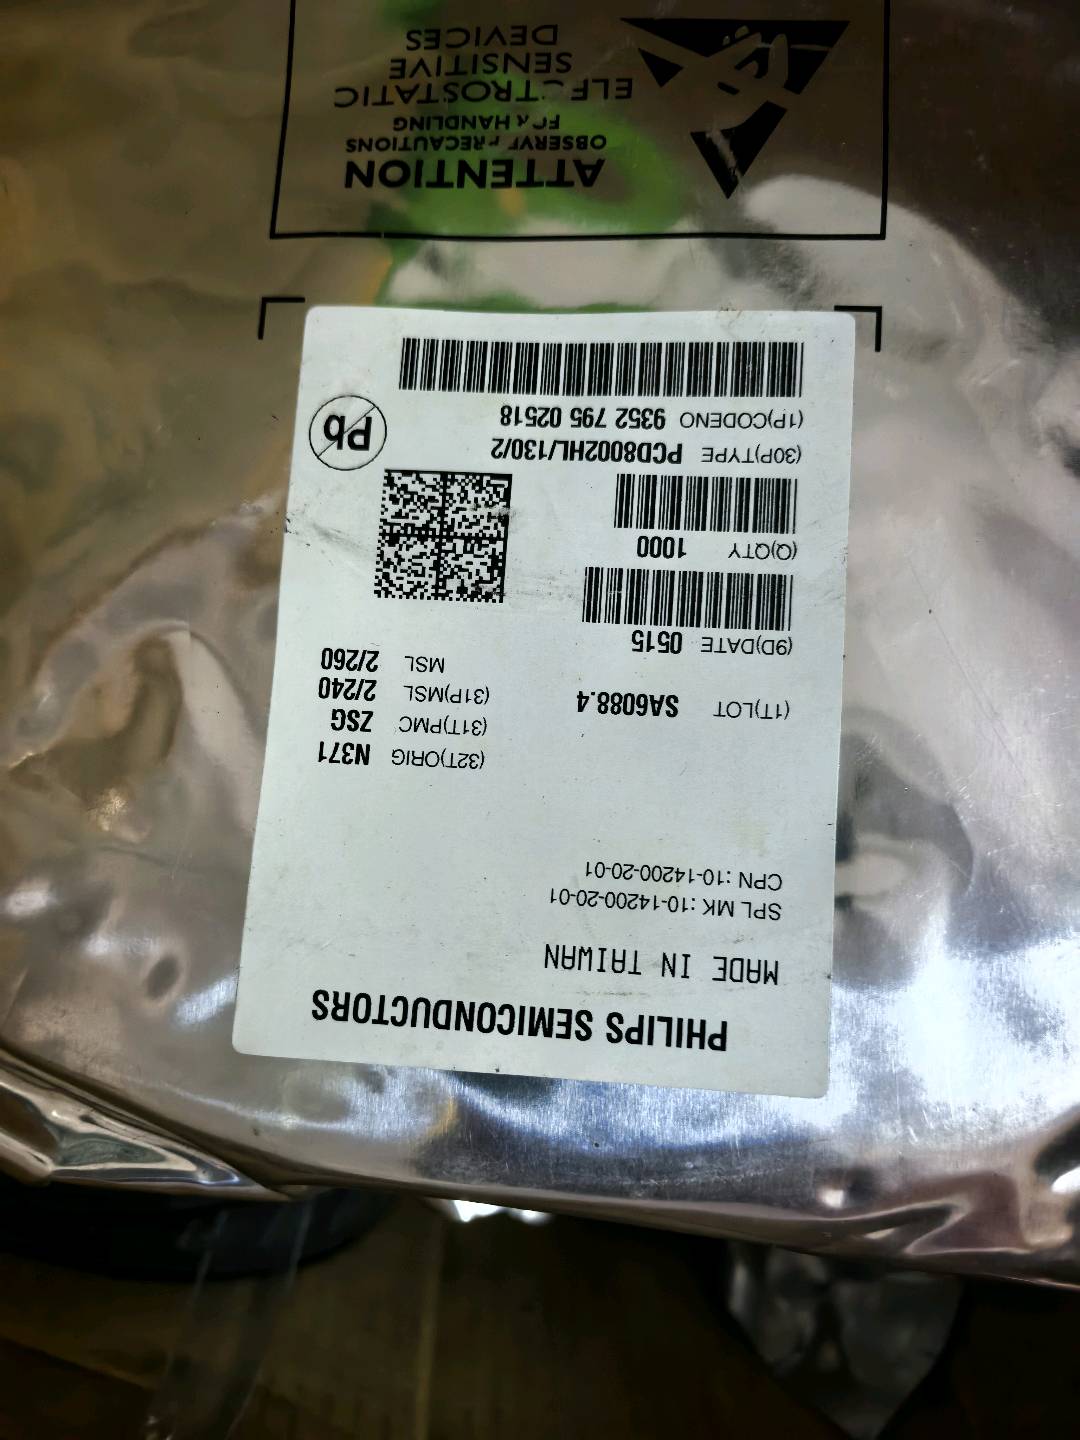 PHILIPS SEMICONDUCTORS
MADE IN TAIWAN
SPL MK : 10-14200-20-01
CPN : 10-14200-20-01
(32T)ORIG N371
(31T)PMC ZSG
(1T)LOT SA6088.4
(31P)MSL 2/240
MSL 2/260
(9D)DATE 0515
(Q)QTY 1000
(30P)TYPE PCD8002HL/130/2
(1P)CODENO 9352 795 02518
Pb
ATTENTION
OBSERVE PRECAUTIONS
FOR HANDLING
ELECTROSTATIC
SENSITIVE
DEVICES